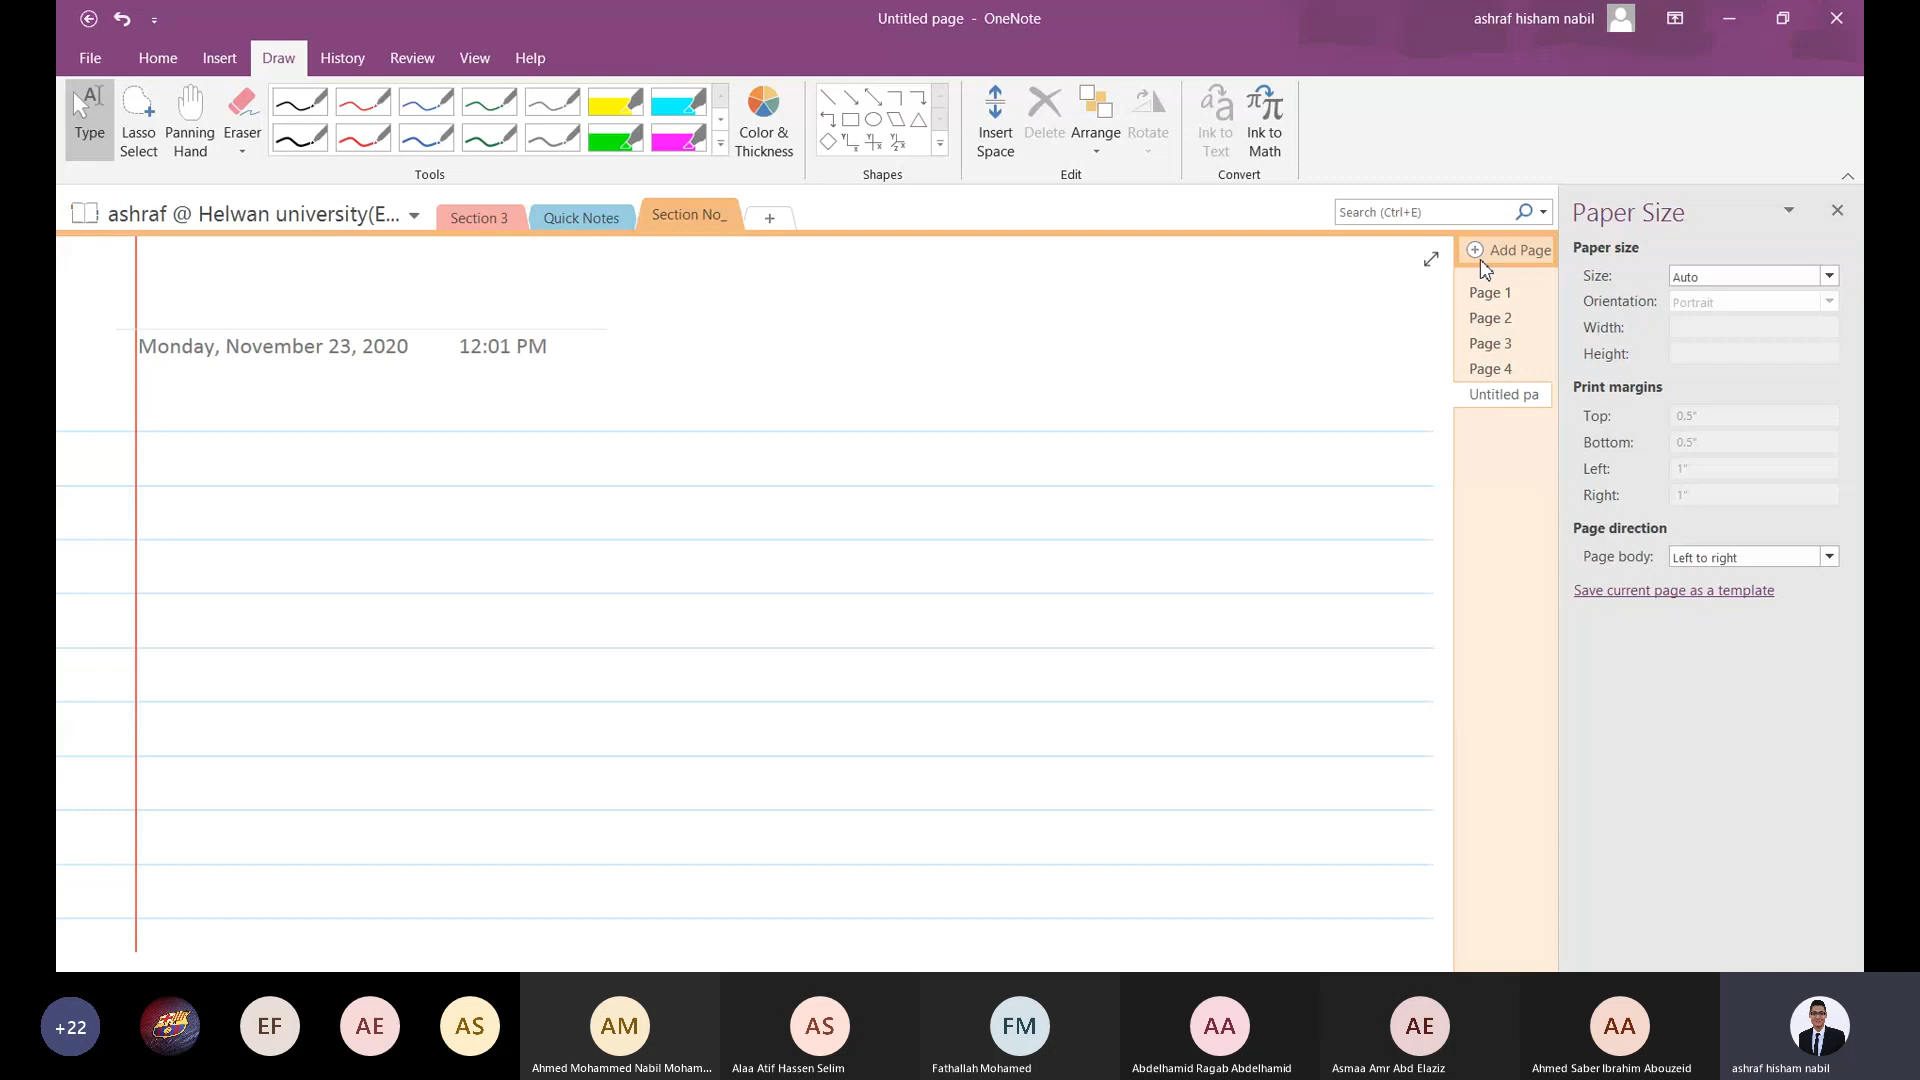 Untitled page - OneNote
ashraf hisham nabil
File Home Insert Draw History Review View Help
Type
Lasso Select
Panning Hand
Eraser
Color & Thickness
Insert Space
Delete
Arrange
Rotate
Ink to Text
Ink to Math
Tools
Shapes
Edit
Convert
ashraf @ Helwan university(E...
Section 3
Quick Notes
Section No_
Search (Ctrl+E)
Add Page
Page 1
Page 2
Page 3
Page 4
Untitled pa
Monday, November 23, 2020 12:01 PM
Paper Size
Paper size
Size: Auto
Orientation: Portrait
Width:
Height:
Print margins
Top: 0.5"
Bottom: 0.5"
Left: 1"
Right: 1"
Page direction
Page body: Left to right
Save current page as a template
+22
EF
AE
AS
AM
AS
FM
AA
AE
AA
Ahmed Mohammed Nabil Moham...
Alaa Atif Hassen Selim
Fathallah Mohamed
Abdelhamid Ragab Abdelhamid
Asmaa Amr Abd Elaziz
Ahmed Saber Ibrahim Abouzeid
ashraf hisham nabil